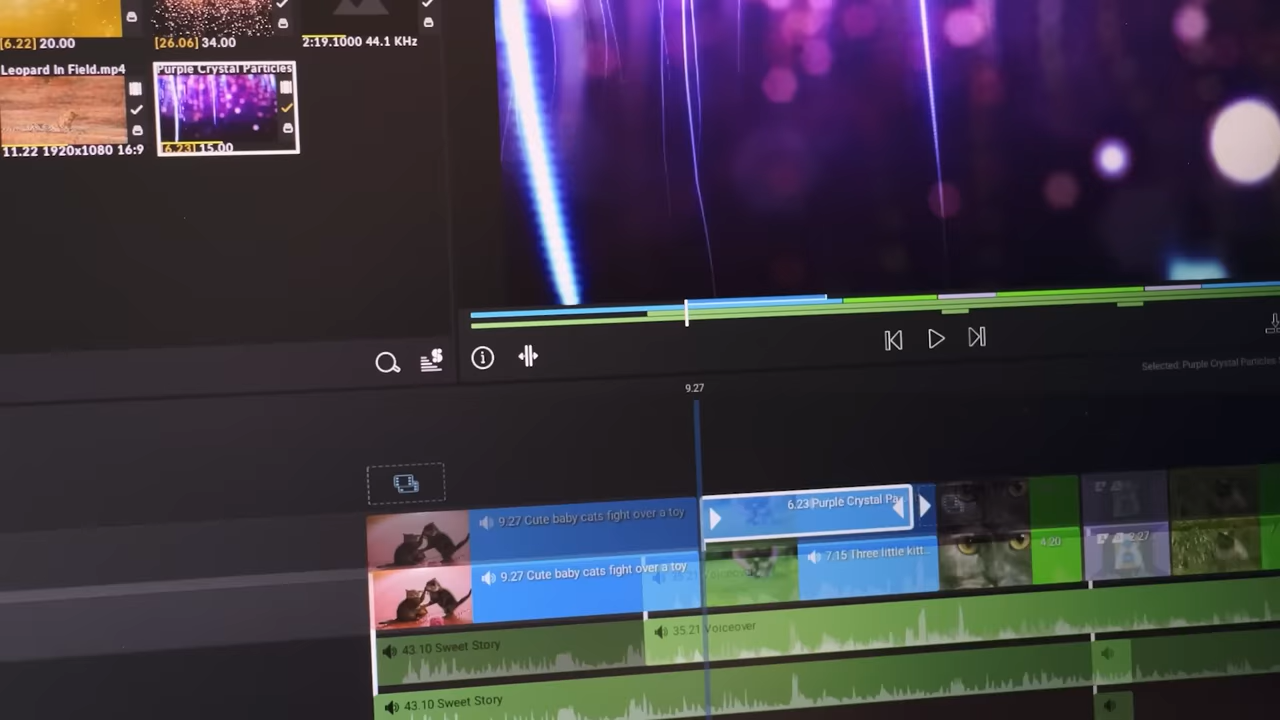 [6.22] 20.00
[26.06] 34.00
2:19.1000 44.1 KHz
Leopard In Field.mp4
Purple Crystal Particles
11.22 1920x1080 16:9
[6.23] 15.00
Selected: Purple Crystal Particles
9.27
9.27 Cute baby cats fight over a toy
6.23 Purple Crystal Pa
9.27 Cute baby cats fight over a toy
7.15 Three little kitt...
4.20
2.27
43.10 Sweet Story
35.21 Voiceover
43.10 Sweet Story